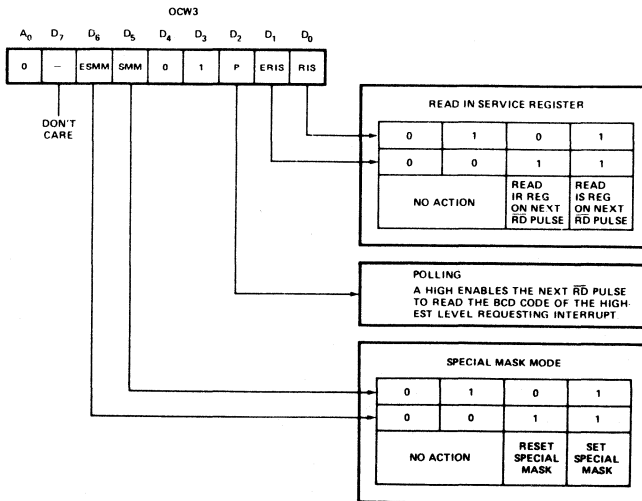 OCW3
A0 D7 D6 D5 D4 D3 D2 D1 D0
0 – ESMM SMM 0 1 P ERIS RIS
DON'T
CARE
READ IN SERVICE REGISTER
0 1 0 1
0 0 1 1
NO ACTION
READ
IR REG
ON NEXT
RD PULSE
READ
IS REG
ON NEXT
RD PULSE
POLLING
A HIGH ENABLES THE NEXT RD PULSE
TO READ THE BCD CODE OF THE HIGH-
EST LEVEL REQUESTING INTERRUPT.
SPECIAL MASK MODE
0 1 0 1
0 0 1 1
NO ACTION
RESET
SPECIAL
MASK
SET
SPECIAL
MASK